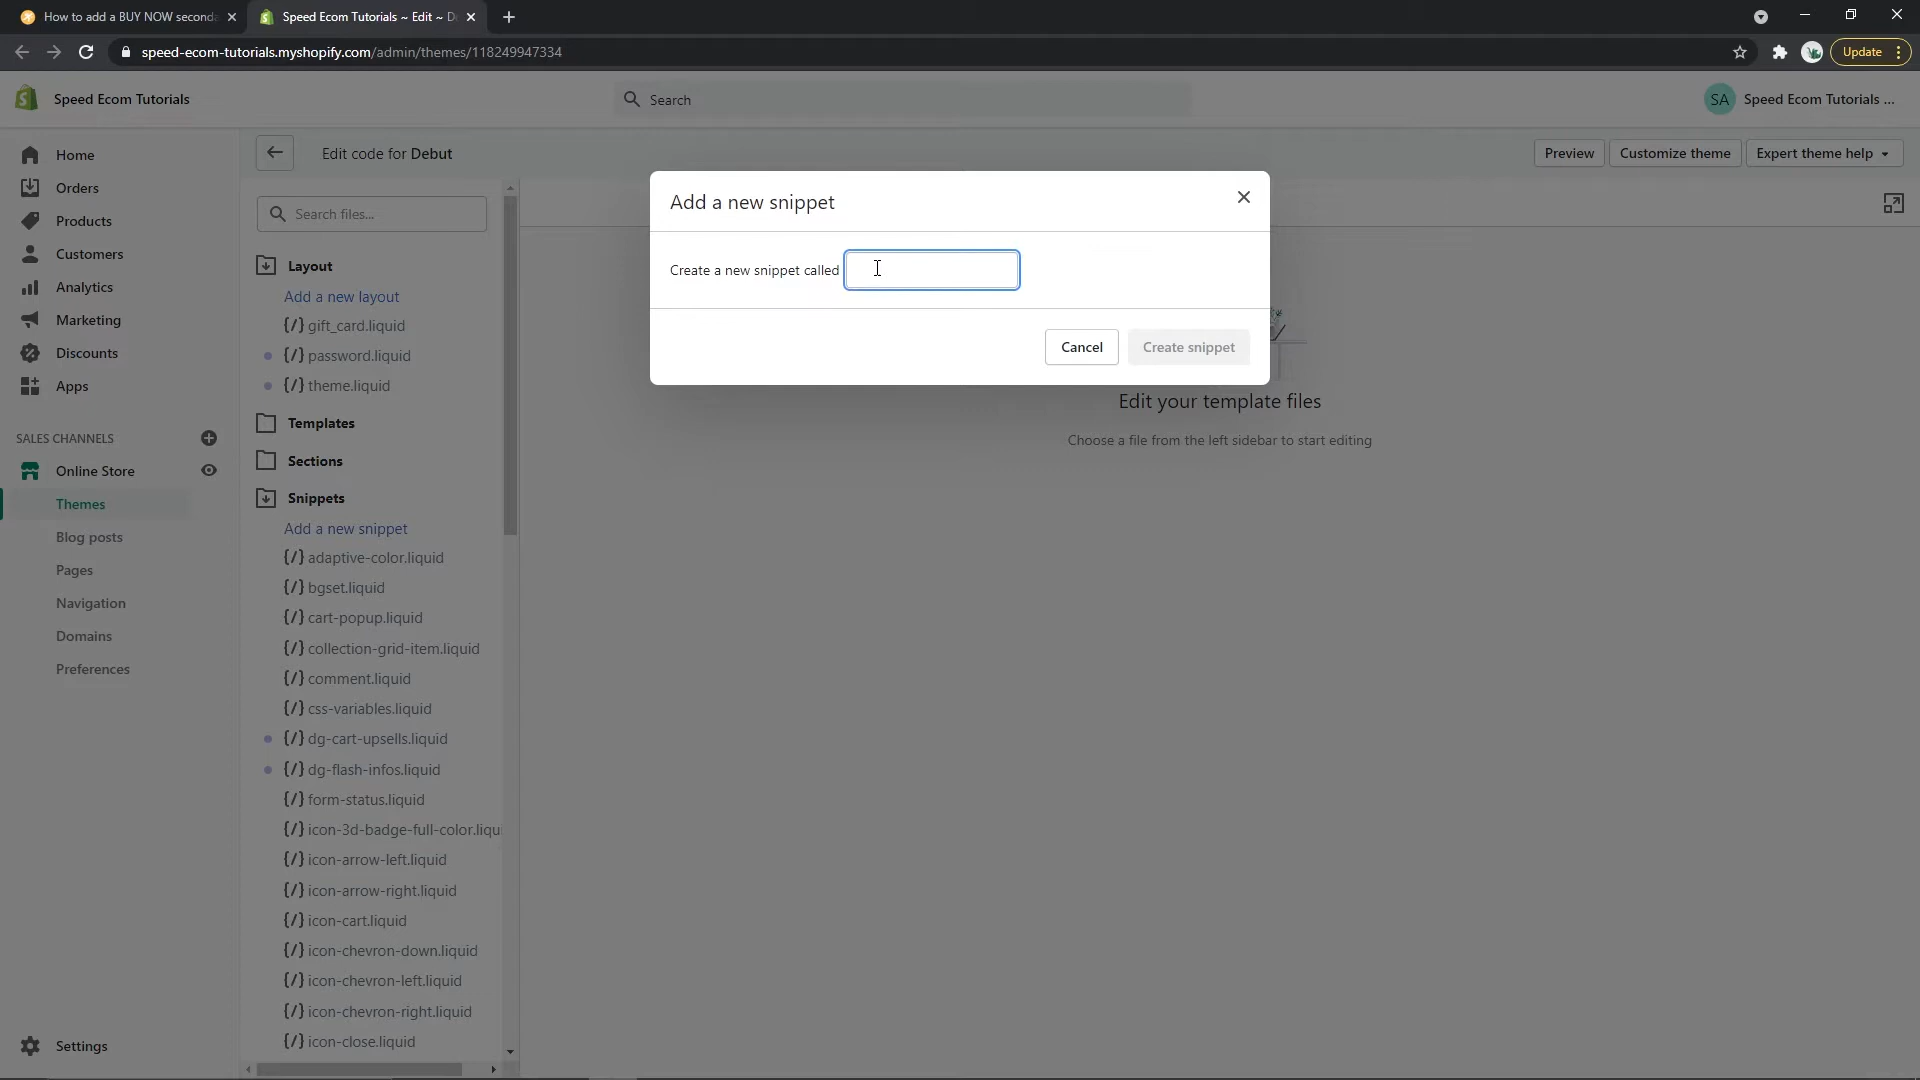 How to add a BUY NOW seconda
Speed Ecom Tutorials ~ Edit ~ D
speed-ecom-tutorials.myshopify.com/admin/themes/118249947334
Update
Speed Ecom Tutorials
Search
SA
Speed Ecom Tutorials ...
Home
Orders
Products
Customers
Analytics
Marketing
Discounts
Apps
SALES CHANNELS
Online Store
Themes
Blog posts
Pages
Navigation
Domains
Preferences
Settings
Edit code for Debut
Preview
Customize theme
Expert theme help
Search files...
Layout
Add a new layout
{/} gift_card.liquid
{/} password.liquid
{/} theme.liquid
Templates
Sections
Snippets
Add a new snippet
{/} adaptive-color.liquid
{/} bgset.liquid
{/} cart-popup.liquid
{/} collection-grid-item.liquid
{/} comment.liquid
{/} css-variables.liquid
{/} dg-cart-upsells.liquid
{/} dg-flash-infos.liquid
{/} form-status.liquid
{/} icon-3d-badge-full-color.liqu
{/} icon-arrow-left.liquid
{/} icon-arrow-right.liquid
{/} icon-cart.liquid
{/} icon-chevron-down.liquid
{/} icon-chevron-left.liquid
{/} icon-chevron-right.liquid
{/} icon-close.liquid
Add a new snippet
Create a new snippet called
Cancel
Create snippet
Edit your template files
Choose a file from the left sidebar to start editing